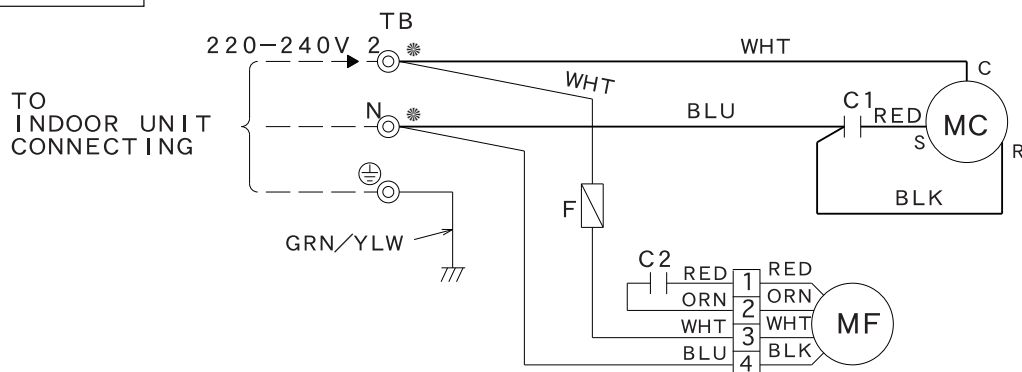 TB
220-240V 2 ⁕
WHT
C
WHT
TO
INDOOR UNIT
CONNECTING
N ⁕
BLU
C1
RED
MC
S
R
BLK
F
GRN/YLW
C2
RED 1 RED
ORN 2 ORN
WHT 3 WHT
MF
BLU 4 BLK